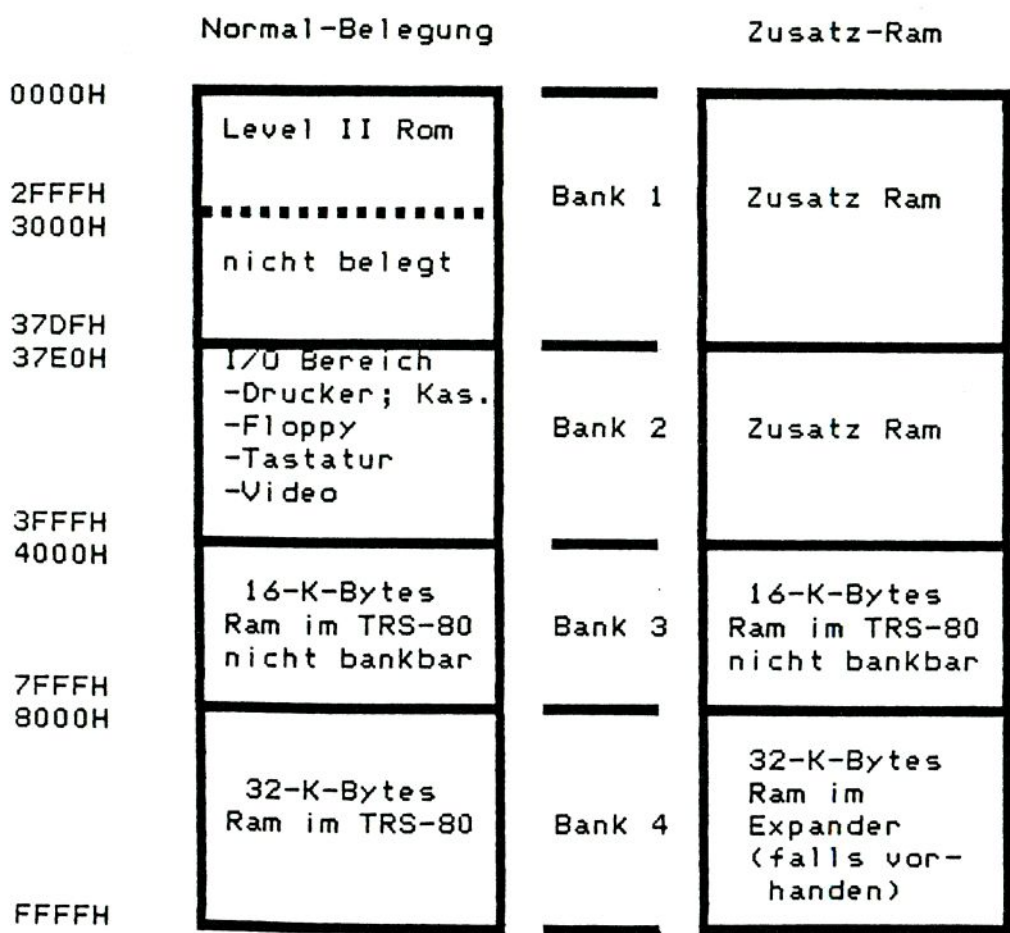 Normal-Belegung
Zusatz-Ram
0000H
Level II Rom
2FFFH
3000H
nicht belegt
37DFH
37E0H
Bank 1
Zusatz Ram
I/O Bereich
-Drucker; Kas.
-Floppy
-Tastatur
-Video
Bank 2
Zusatz Ram
3FFFH
4000H
16-K-Bytes
Ram im TRS-80
nicht bankbar
Bank 3
16-K-Bytes
Ram im TRS-80
nicht bankbar
7FFFH
8000H
32-K-Bytes
Ram im TRS-80
Bank 4
32-K-Bytes
Ram im
Expander
(falls vor-
handen)
FFFFH